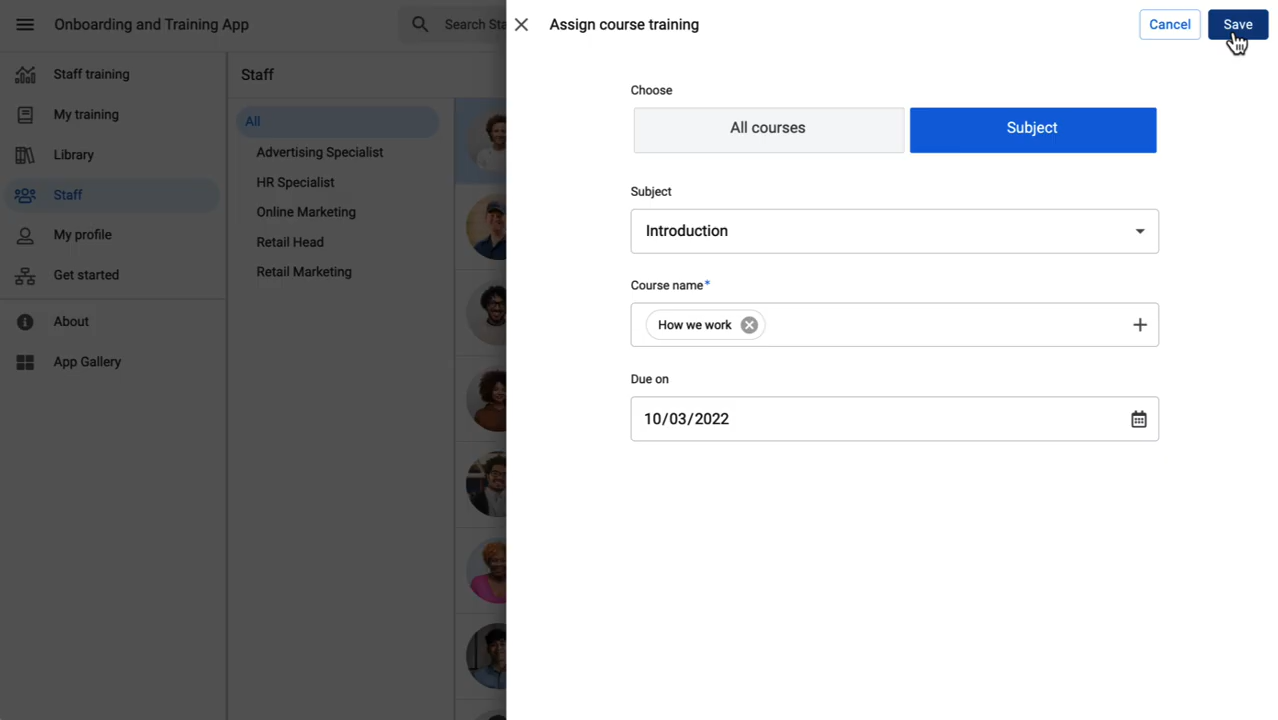 Onboarding and Training App
Search Sta
Staff training
My training
Library
Staff
My profile
Get started
About
App Gallery
Staff
All
Advertising Specialist
HR Specialist
Online Marketing
Retail Head
Retail Marketing
Assign course training
Cancel
Save
Choose
All courses
Subject
Subject
Introduction
Course name*
How we work
Due on
10/03/2022